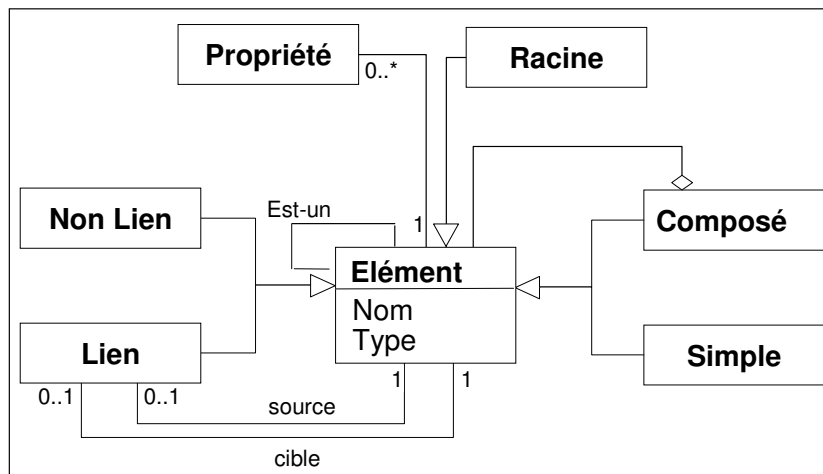 Propriété
0..*
Racine
Non Lien
Est-un
1
Composé
Elément
Nom
Type
Lien
Simple
0..1
0..1
1
1
source
cible